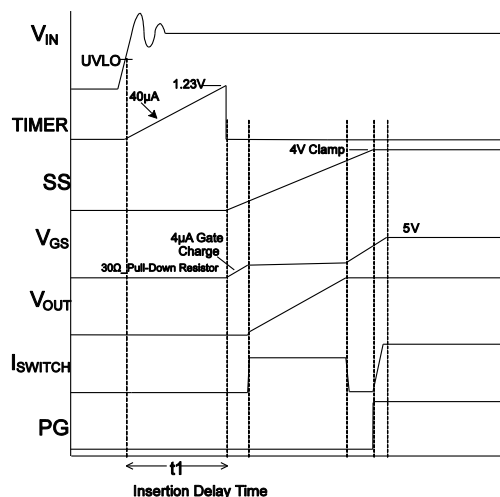 VIN
UVLO
1.23V
40µA
TIMER
4V Clamp
SS
VGS
4µA Gate
Charge
5V
30Ω_Pull-Down Resistor
VOUT
ISWITCH
PG
t1
Insertion Delay Time